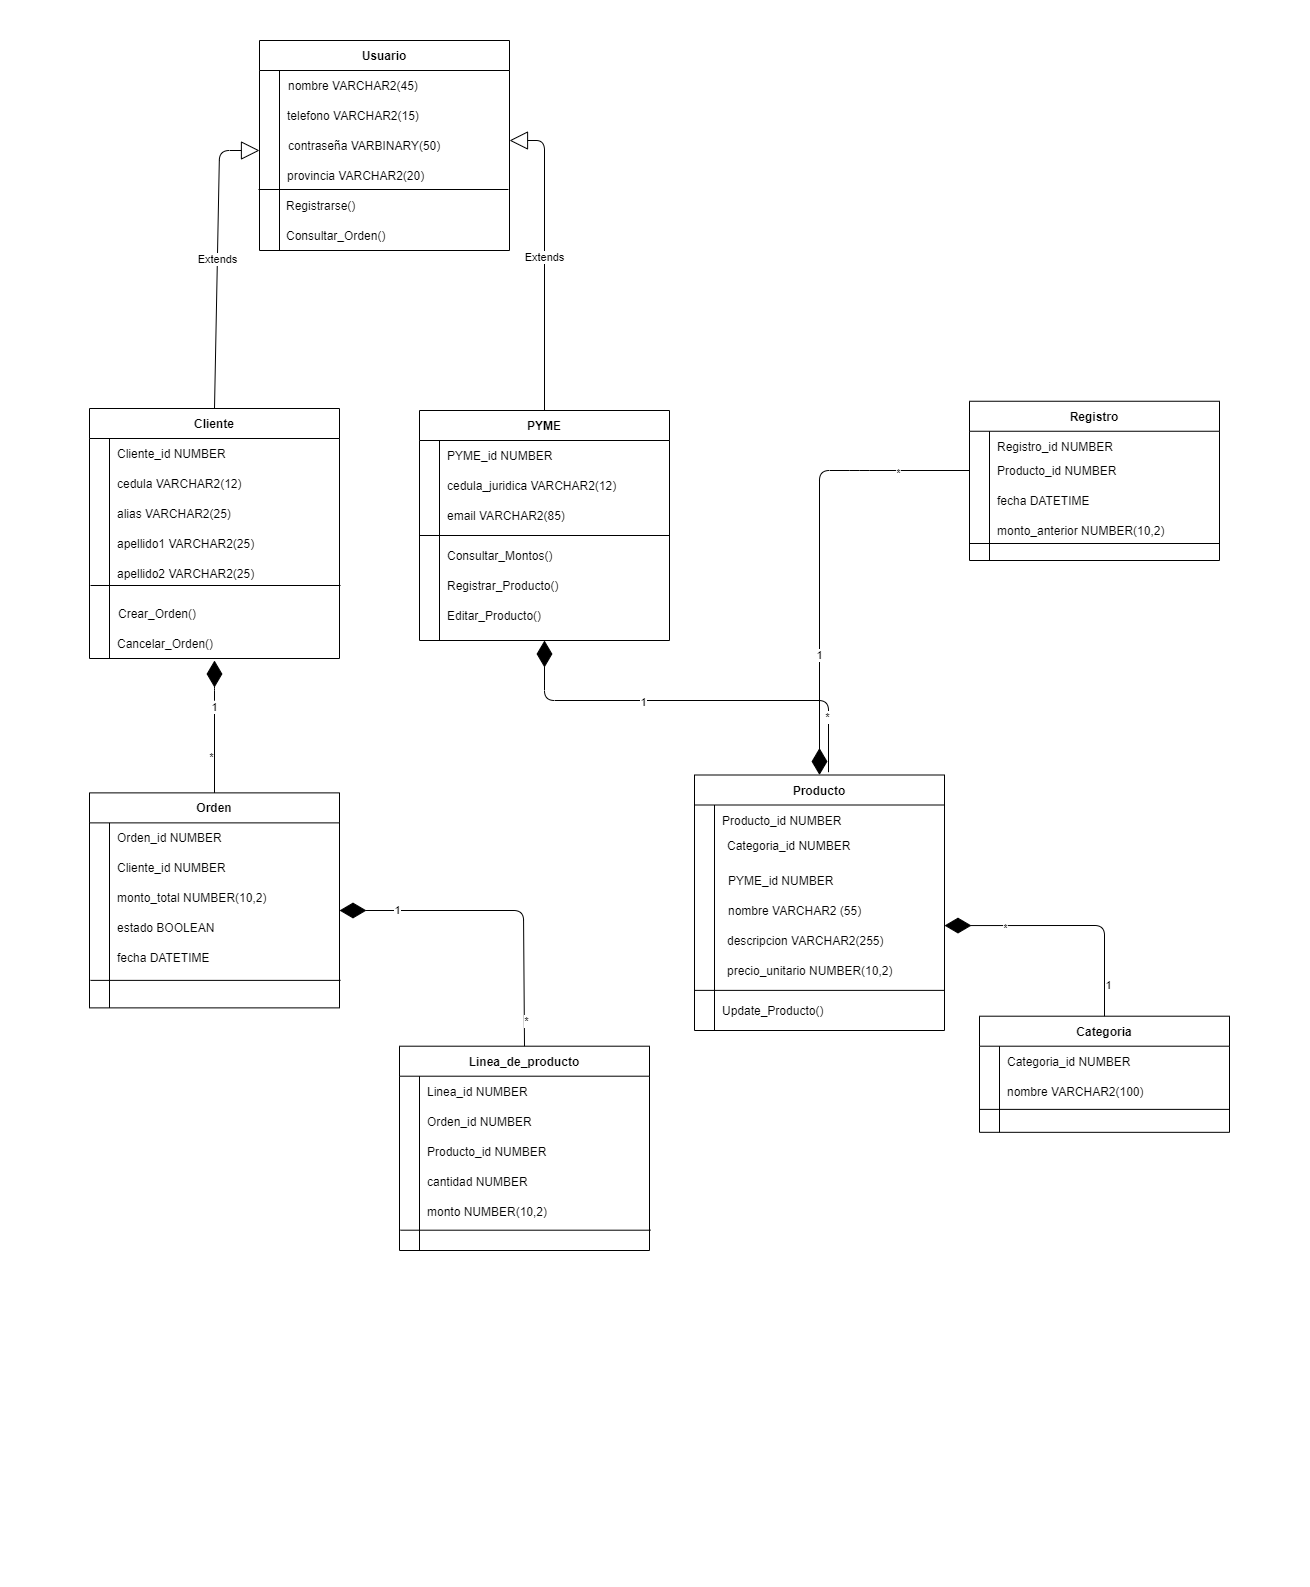 Usuario
nombre VARCHAR2(45)
telefono VARCHAR2(15)
contraseña VARBINARY(50)
provincia VARCHAR2(20)
Registrarse()
Consultar_Orden()
Extends
Extends
Cliente
Cliente_id NUMBER
cedula VARCHAR2(12)
alias VARCHAR2(25)
apellido1 VARCHAR2(25)
apellido2 VARCHAR2(25)
Crear_Orden()
Cancelar_Orden()
PYME
PYME_id NUMBER
cedula_juridica VARCHAR2(12)
email VARCHAR2(85)
Consultar_Montos()
Registrar_Producto()
Editar_Producto()
Registro
Registro_id NUMBER
Producto_id NUMBER
fecha DATETIME
monto_anterior NUMBER(10,2)
*
1
1
*
1
*
Orden
Orden_id NUMBER
Cliente_id NUMBER
monto_total NUMBER(10,2)
estado BOOLEAN
fecha DATETIME
1
*
Producto
Producto_id NUMBER
Categoria_id NUMBER
PYME_id NUMBER
nombre VARCHAR2 (55)
descripcion VARCHAR2(255)
precio_unitario NUMBER(10,2)
Update_Producto()
*
1
Linea_de_producto
Linea_id NUMBER
Orden_id NUMBER
Producto_id NUMBER
cantidad NUMBER
monto NUMBER(10,2)
Categoria
Categoria_id NUMBER
nombre VARCHAR2(100)